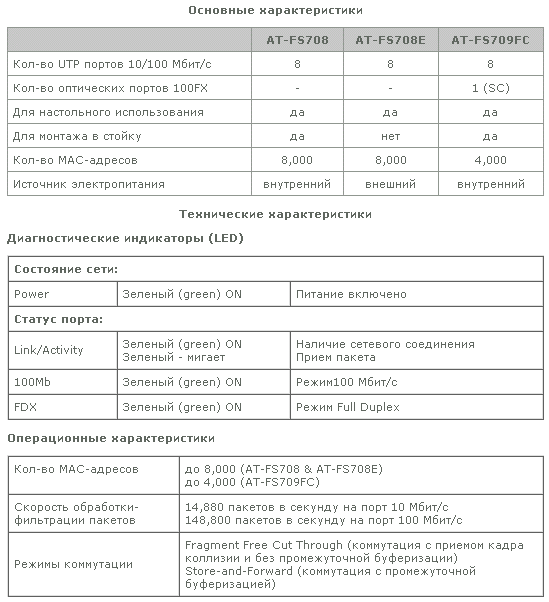 Основные характеристики
AT-FS708 AT-FS708E AT-FS709FC
Кол-во UTP портов 10/100 Мбит/с 8 8 8
Кол-во оптических портов 100FX - - 1 (SC)
Для настольного использования да да да
Для монтажа в стойку да нет да
Кол-во MAC-адресов 8,000 8,000 4,000
Источник электропитания внутренний внешний внутренний
Технические характеристики
Диагностические индикаторы (LED)
Состояние сети:
Power Зеленый (green) ON Питание включено
Статус порта:
Link/Activity Зеленый (green) ON Наличие сетевого соединения
Зеленый - мигает Прием пакета
100Mb Зеленый (green) ON Режим100 Мбит/с
FDX Зеленый (green) ON Режим Full Duplex
Операционные характеристики
Кол-во MAC-адресов до 8,000 (AT-FS708 & AT-FS708E)
до 4,000 (AT-FS709FC)
Скорость обработки- 14,880 пакетов в секунду на порт 10 Мбит/с
фильтрации пакетов 148,800 пакетов в секунду на порт 100 Мбит/с
Режимы коммутации
Fragment Free Cut Through (коммутация с приемом кадра
коллизии и без промежуточной буферизации)
Store-and-Forward (коммутация с промежуточной
буферизацией)